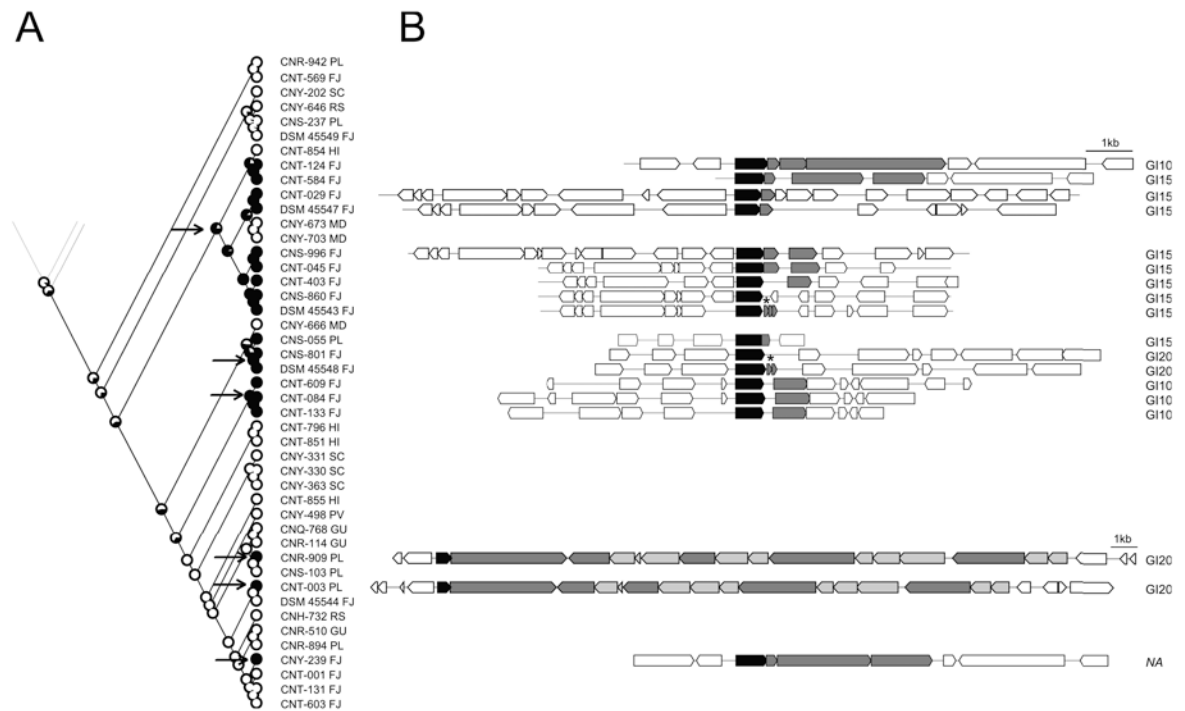 A
B
CNR-942 PL
CNT-569 FJ
CNY-202 SC
CNY-646 RS
CNS-237 PL
DSM 45549 FJ
CNT-854 HI
CNT-124 FJ
CNT-584 FJ
CNT-029 FJ
DSM 45547 FJ
CNY-673 MD
CNY-703 MD
CNS-996 FJ
CNT-045 FJ
CNT-403 FJ
CNS-860 FJ
DSM 45543 FJ
CNY-666 MD
CNS-055 PL
CNS-801 FJ
DSM 45548 FJ
CNT-609 FJ
CNT-084 FJ
CNT-133 FJ
CNT-796 HI
CNT-851 HI
CNY-331 SC
CNY-330 SC
CNY-363 SC
CNT-855 HI
CNY-498 PV
CNQ-768 GU
CNR-114 GU
CNR-909 PL
CNS-103 PL
CNT-003 PL
DSM 45544 FJ
CNH-732 RS
CNR-510 GU
CNR-894 PL
CNY-239 FJ
CNT-001 FJ
CNT-131 FJ
CNT-603 FJ
1kb
GI10
GI15
GI15
GI15
GI15
GI15
GI15
GI15
*
GI15
GI15
GI20
*
GI20
GI10
GI10
GI10
1kb
GI20
GI20
NA